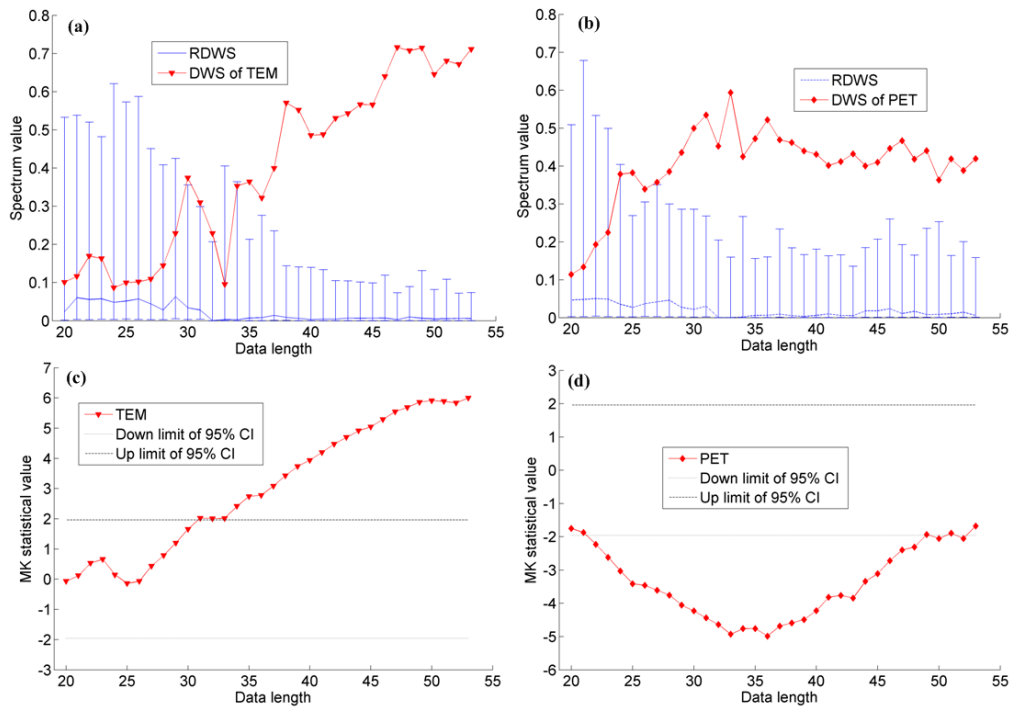 (a)
RDWS
DWS of TEM
Spectrum value
0.8
0.7
0.6
0.5
0.4
0.3
0.2
0.1
0
20 25 30 35 40 45 50 55
Data length
(b)
RDWS
DWS of PET
Spectrum value
0.8
0.7
0.6
0.5
0.4
0.3
0.2
0.1
0
20 25 30 35 40 45 50 55
Data length
(c)
TEM
Down limit of 95% CI
Up limit of 95% CI
MK statistical value
7
6
5
4
3
2
1
0
-1
-2
-3
20 25 30 35 40 45 50 55
Data length
(d)
PET
Down limit of 95% CI
Up limit of 95% CI
MK statistical value
3
2
1
0
-1
-2
-3
-4
-5
-6
20 25 30 35 40 45 50 55
Data length